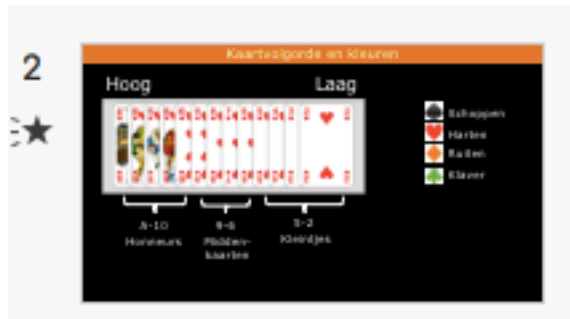 2
Kaartvolgorde en kleuren
Hoog Laag
Schoppen
Harten
Ruiten
Klaver
A-10
Honneurs
9-6
Midden-
kaarten
5-2
Kleintjes